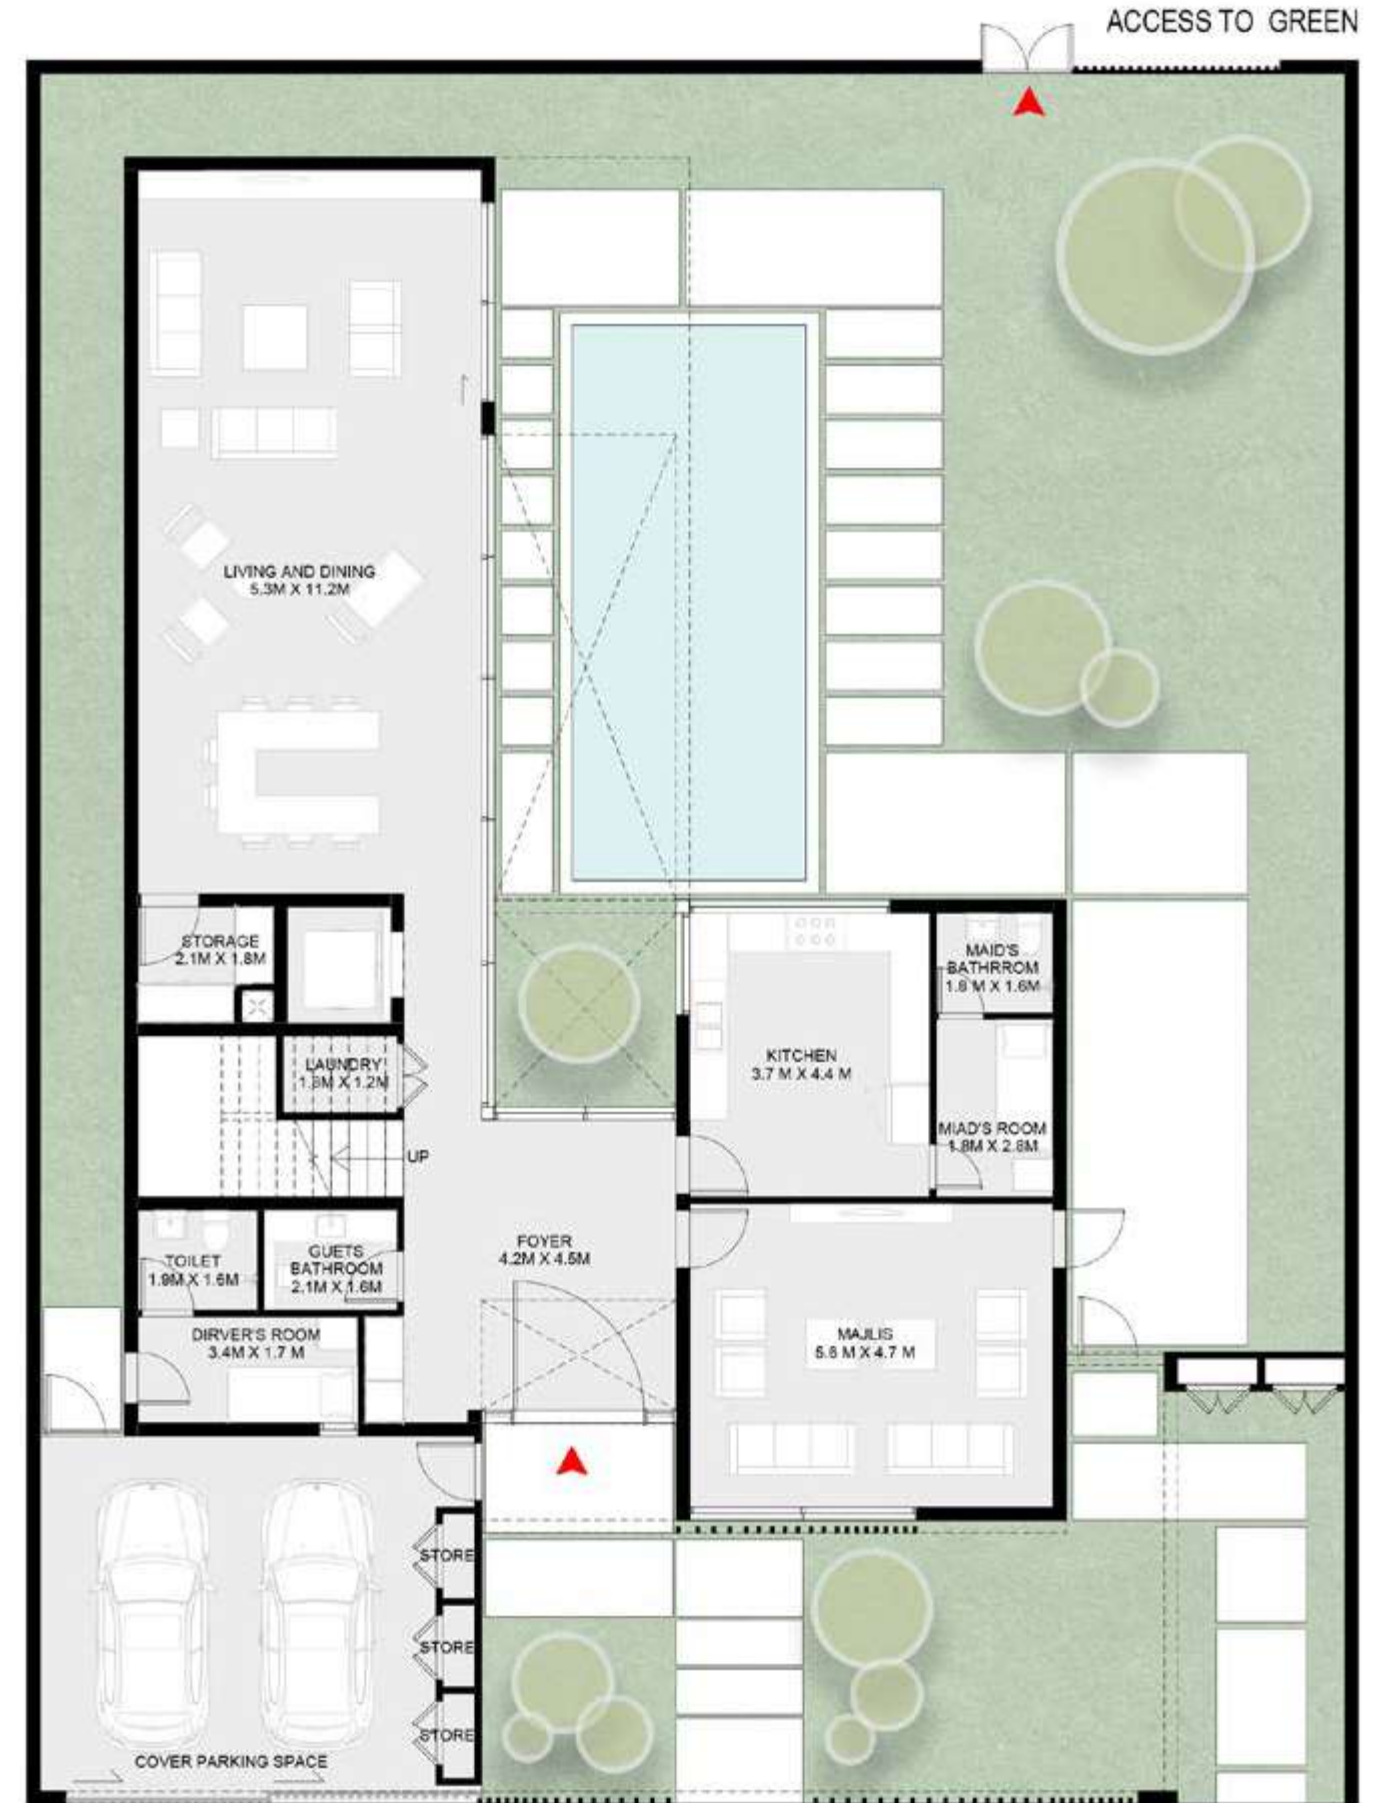 ACCESS TO GREEN
LIVING AND DINING
5.3M X 11.2M
STORAGE
2.1M X 1.8M
LAUNDRY
1.8M X 1.2M
UP
MAID'S
BATHRROM
1.8 M X 1.6M
KITCHEN
3.7 M X 4.4 M
MIAD'S ROOM
1.8M X 2.8M
FOYER
4.2M X 4.5M
TOILET
1.9M X 1.6M
GUETS
BATHROOM
2.1M X 1.6M
DIRVER'S ROOM
3.4M X 1.7 M
MAJLIS
5.6 M X 4.7 M
STORE
STORE
STORE
COVER PARKING SPACE